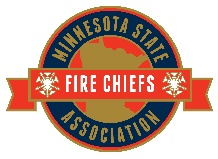 MINNESOTA STATE
FIRE CHIEFS
ASSOCIATION